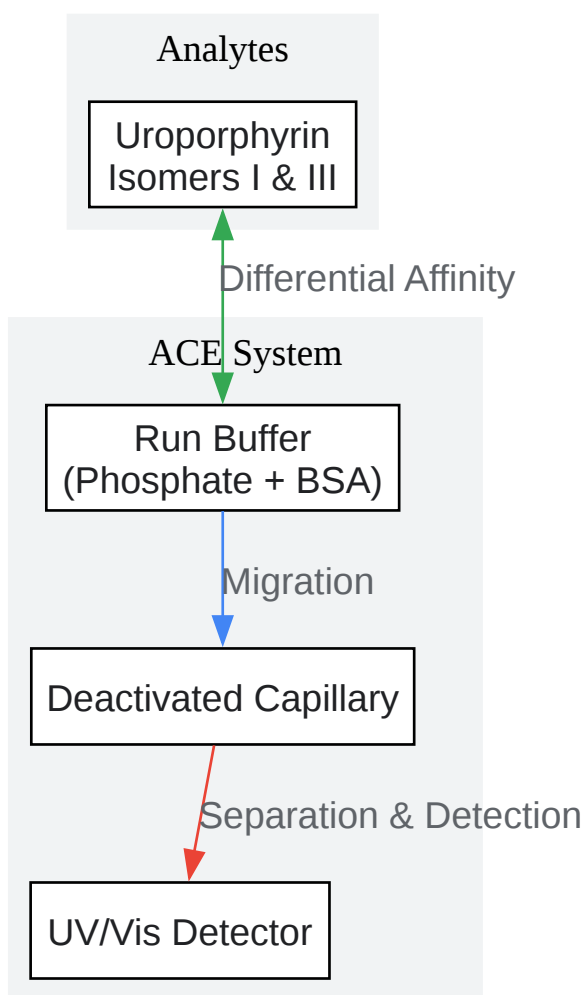 Analytes
Uroporphyrin
Isomers I & III
Differential Affinity
ACE System
Run Buffer
(Phosphate + BSA)
Migration
Deactivated Capillary
Separation & Detection
UV/Vis Detector